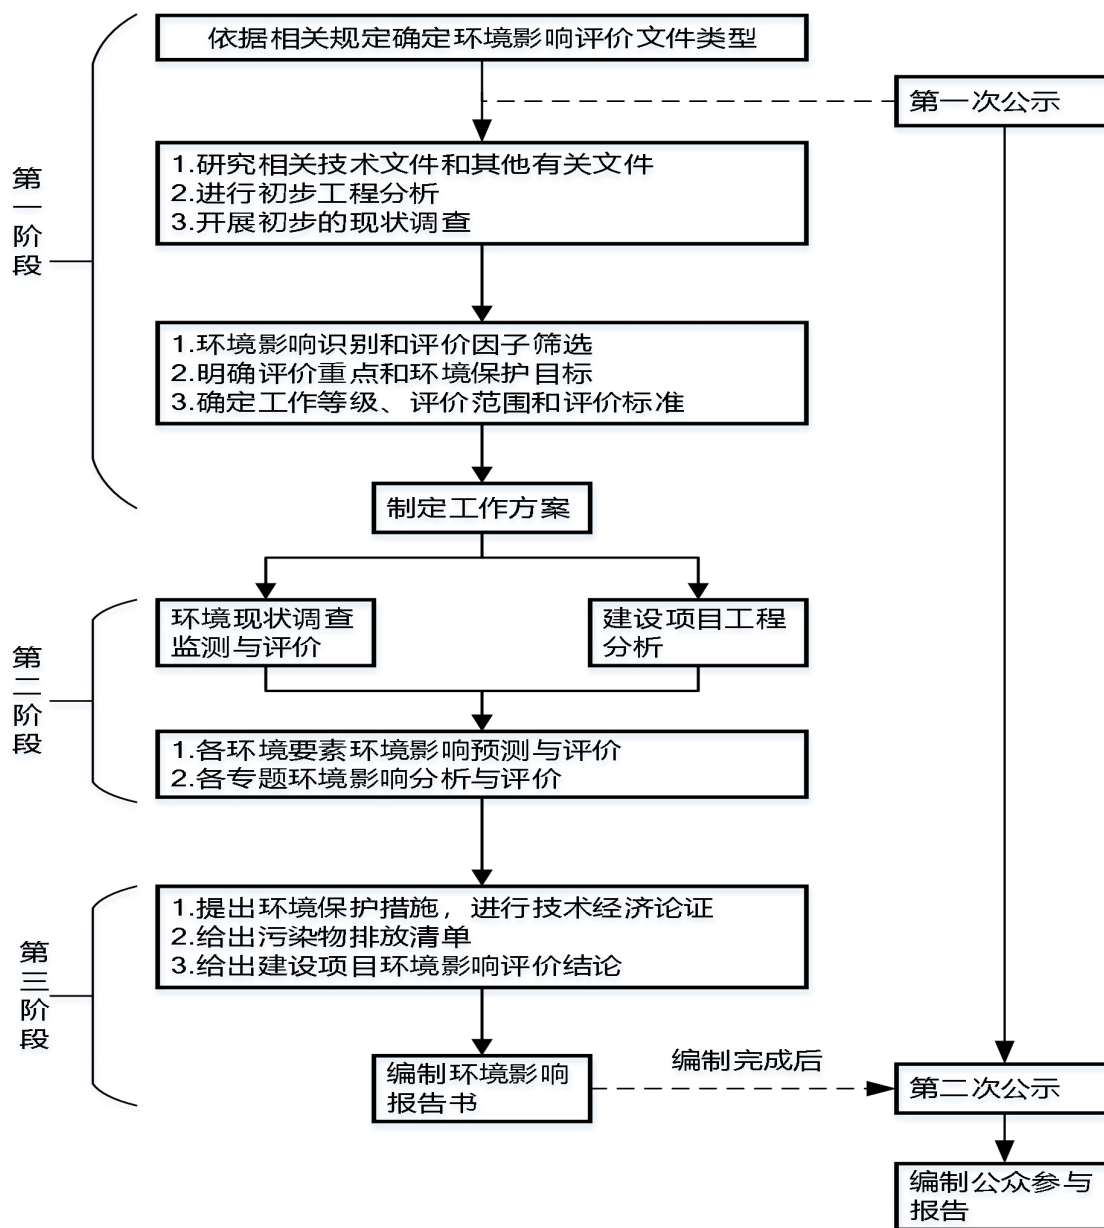 依据相关规定确定环境影响评价文件类型
第一次公示
第一阶段
1.研究相关技术文件和其他有关文件
2.进行初步工程分析
3.开展初步的现状调查
1.环境影响识别和评价因子筛选
2.明确评价重点和环境保护目标
3.确定工作等级、评价范围和评价标准
制定工作方案
第二阶段
环境现状调查
监测与评价
建设项目工程
分析
1.各环境要素环境影响预测与评价
2.各专题环境影响分析与评价
第三阶段
1.提出环境保护措施，进行技术经济论证
2.给出污染物排放清单
3.给出建设项目环境影响评价结论
编制环境影响
报告书
编制完成后
第二次公示
编制公众参与
报告